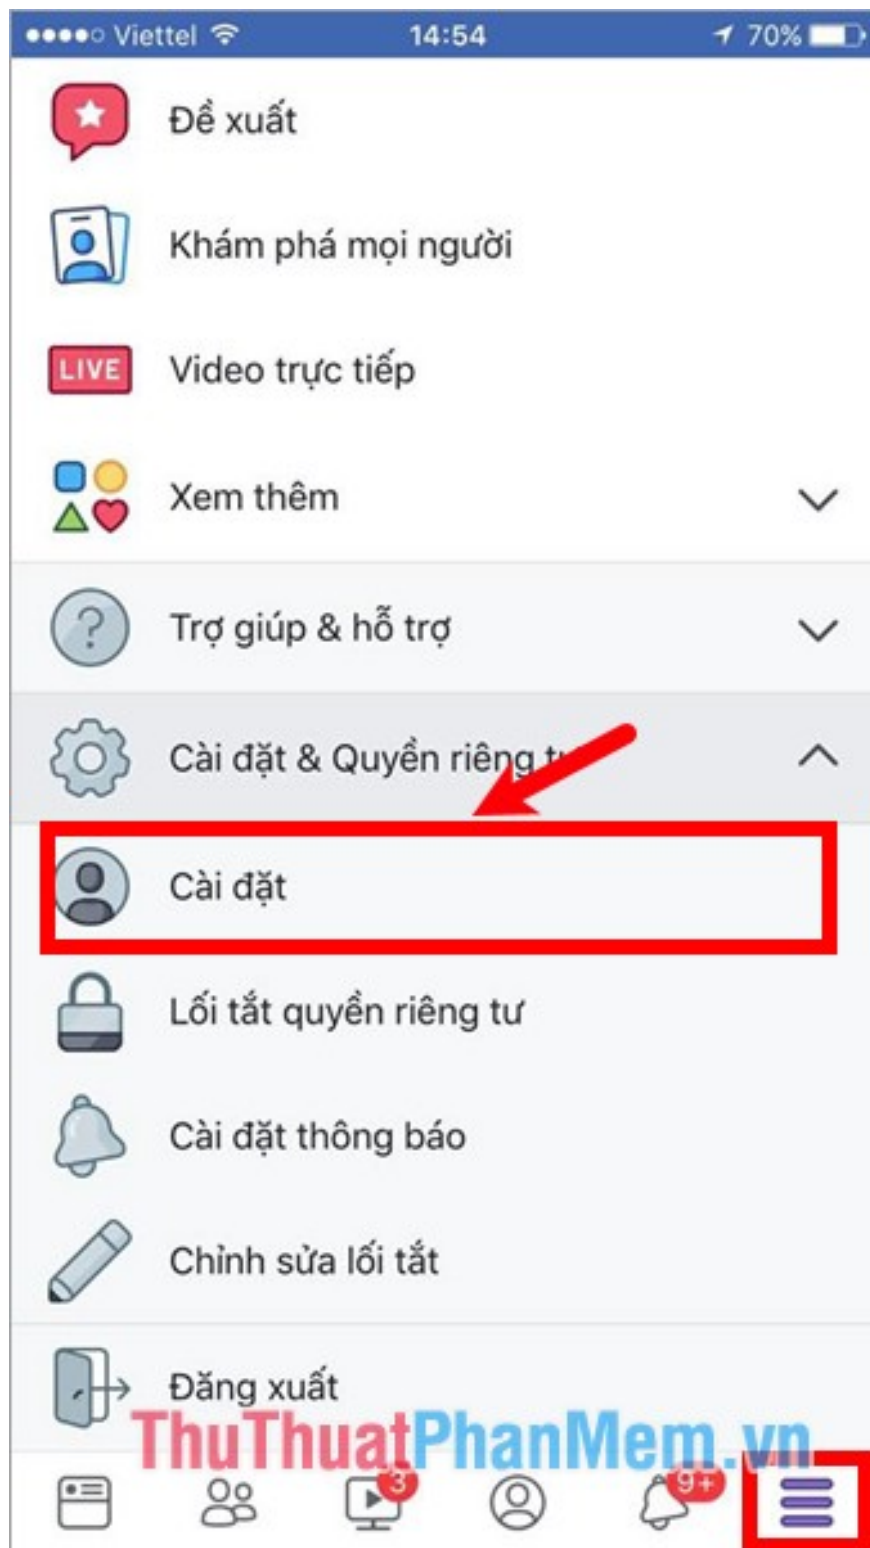 Viettel 14:54 70%
Đề xuất
Khám phá mọi người
LIVE Video trực tiếp
Xem thêm
? Trợ giúp & hỗ trợ
Cài đặt & Quyền riêng tư
Cài đặt
Lối tắt quyền riêng tư
Cài đặt thông báo
Chỉnh sửa lối tắt
Đăng xuất
ThuThuatPhanMem.vn
3 9+